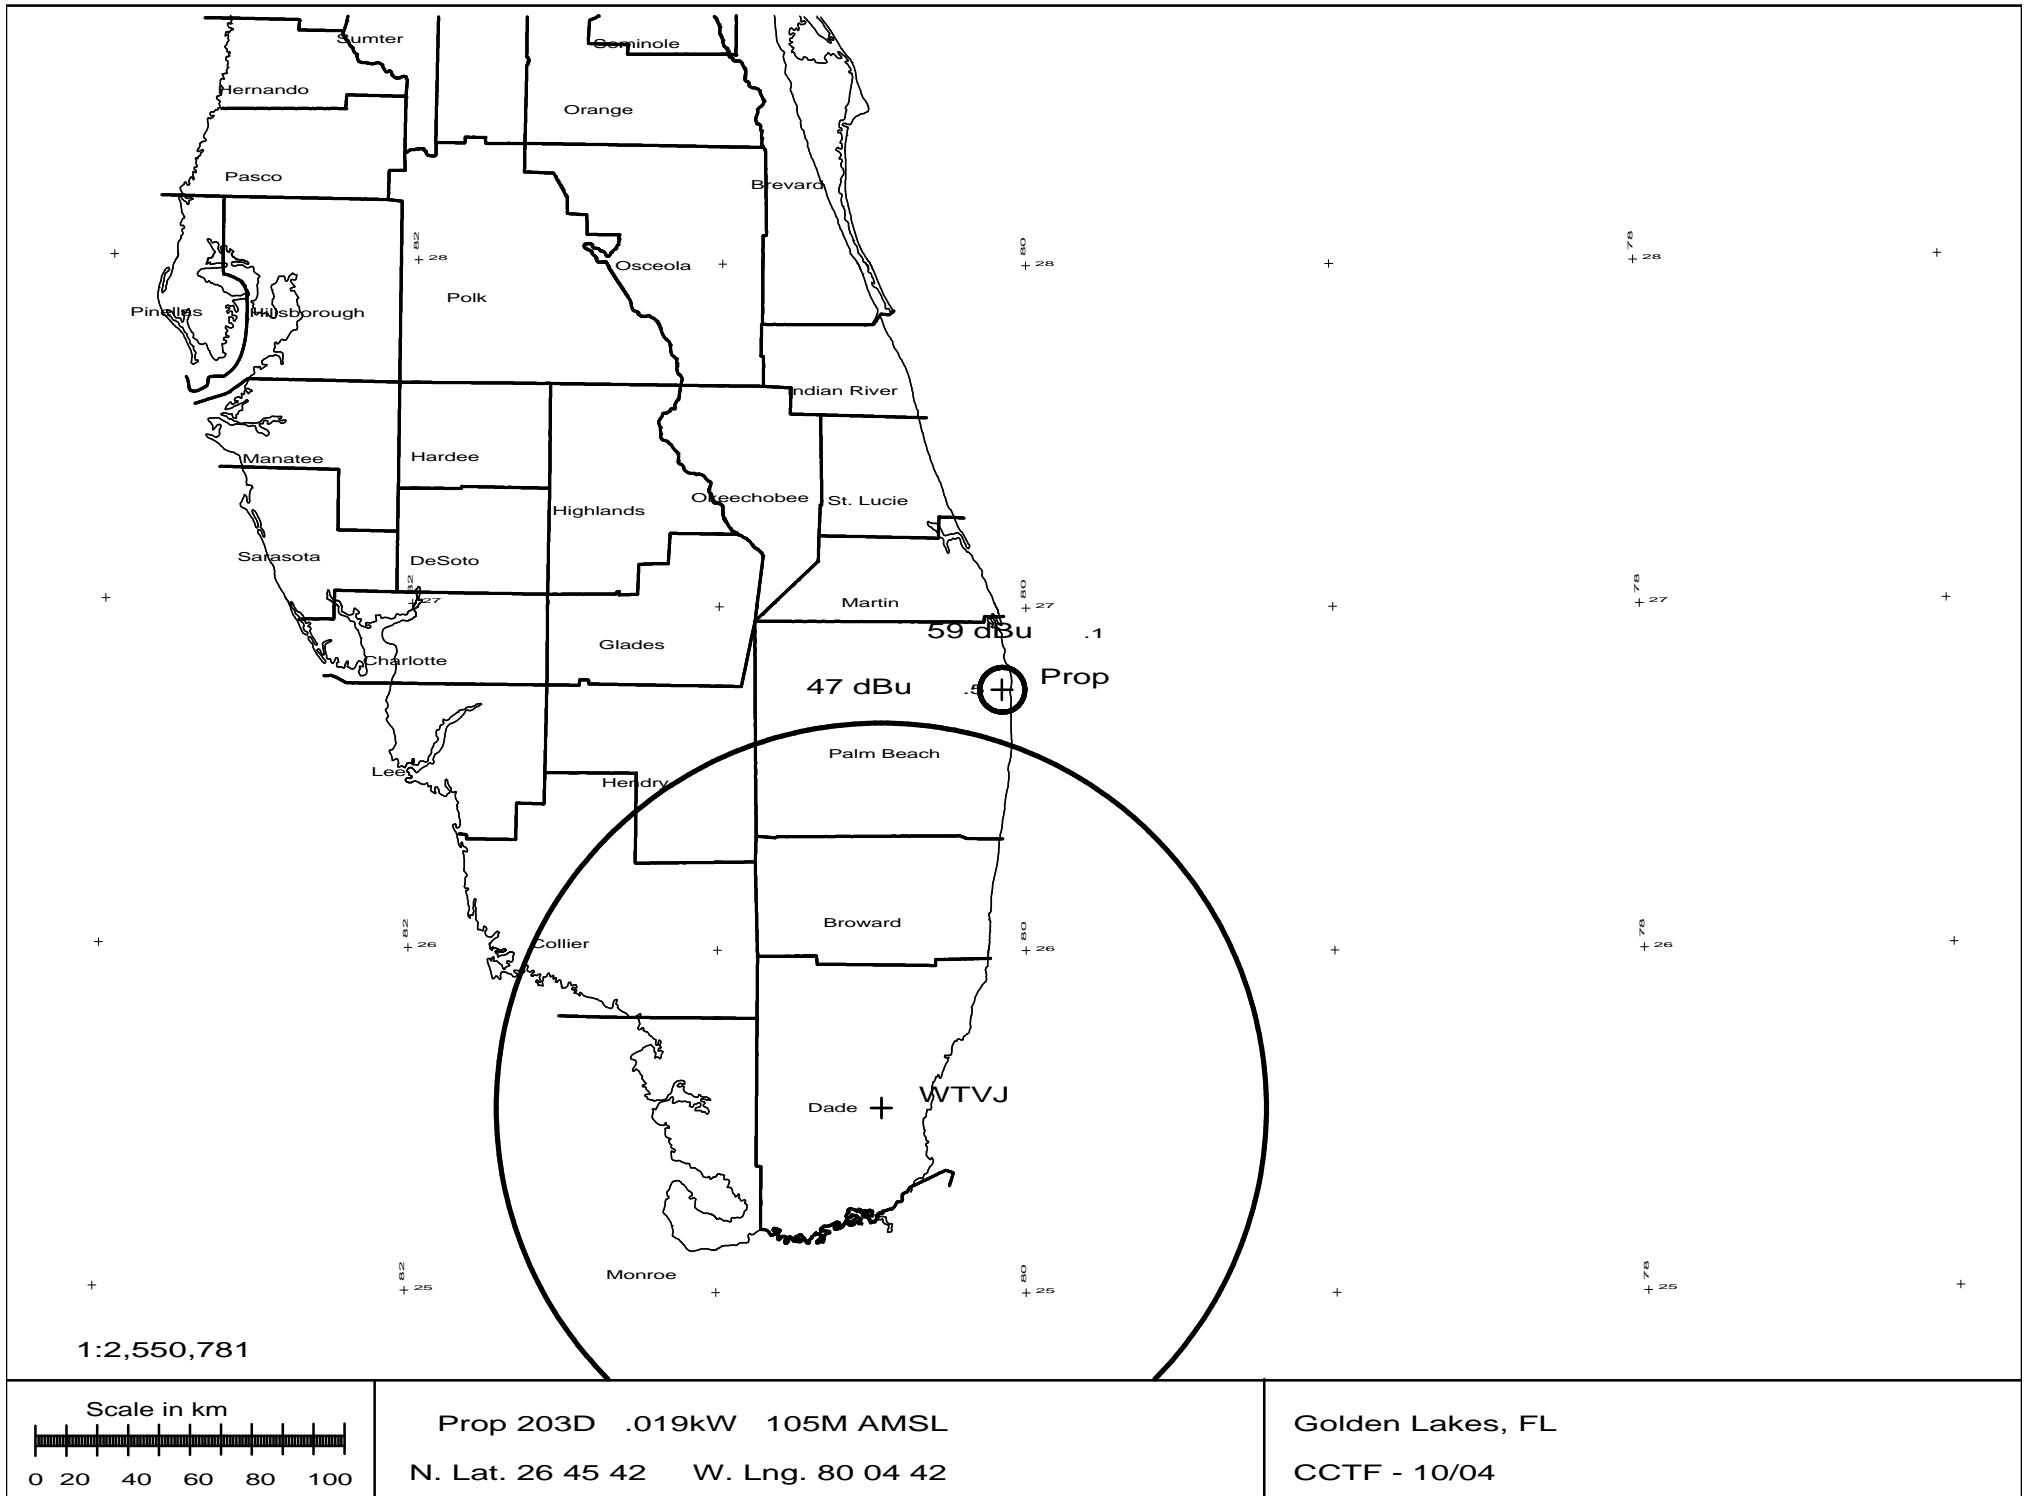 Sumter
Seminole
Hernando
Orange
Pasco
Brevard
82
28
80
28
78
28
Osceola
Polk
Pinellas
Hillsborough
Indian River
Manatee
Hardee
Okeechobee
St. Lucie
Highlands
Sarasota
DeSoto
82
27
Martin
80
27
78
27
59 dBu .1
Glades
Charlotte
Prop
47 dBu .5
Palm Beach
Lee
Hendry
Broward
82
26
Collier
80
26
78
26
WTVJ
Dade
Monroe
82
25
80
25
78
25
1:2,550,781
Scale in km
0 20 40 60 80 100
Prop 203D .019kW 105M AMSL
N. Lat. 26 45 42 W. Lng. 80 04 42
Golden Lakes, FL
CCTF - 10/04